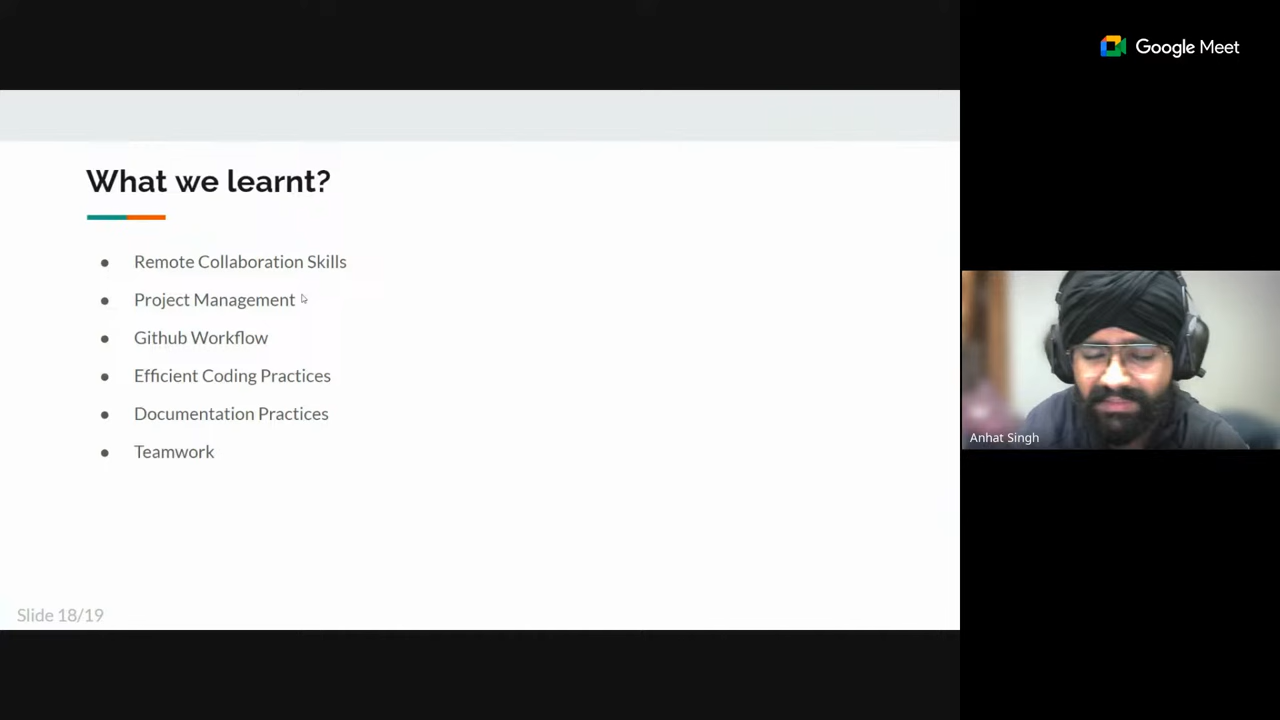 Google Meet
What we learnt?
Remote Collaboration Skills
Project Management
Github Workflow
Efficient Coding Practices
Documentation Practices
Teamwork
Anhat Singh
Slide 18/19